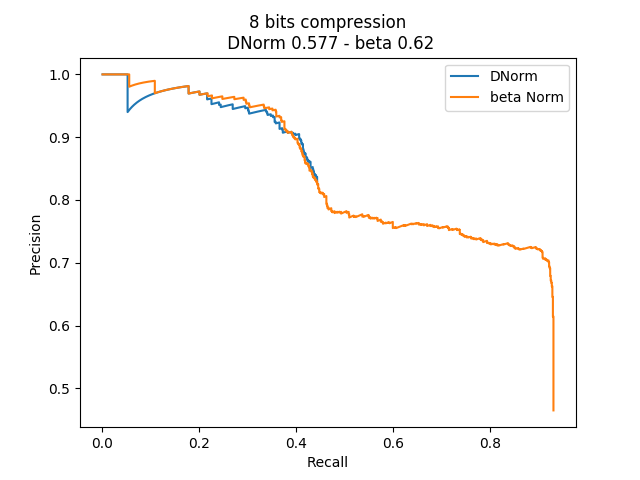 8 bits compression
DNorm 0.577 - beta 0.62
DNorm
beta Norm
1.0
0.9
0.8
0.7
0.6
0.5
Precision
0.0
0.2
0.4
0.6
0.8
Recall